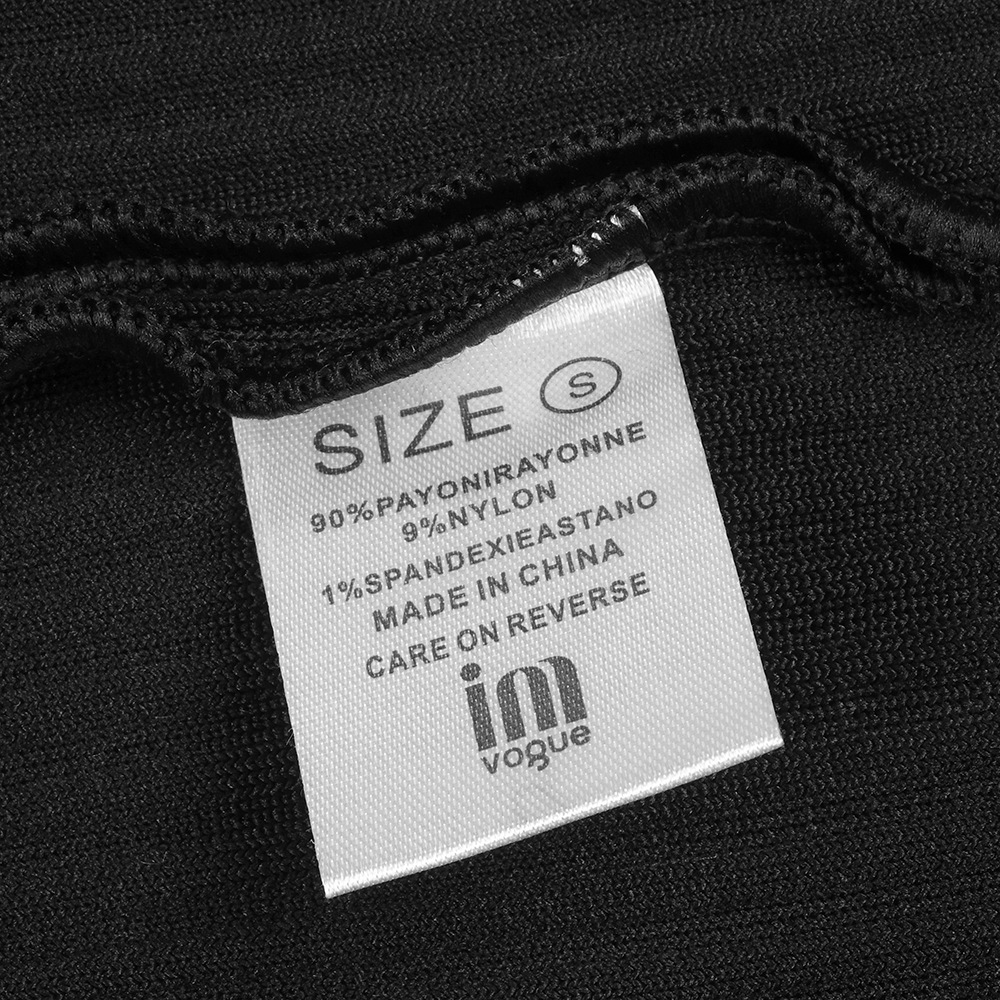 SIZE S
90%PAYONIRAYONNE
9%NYLON
1%SPANDEXIEASTANO
MADE IN CHINA
CARE ON REVERSE
im
vogue